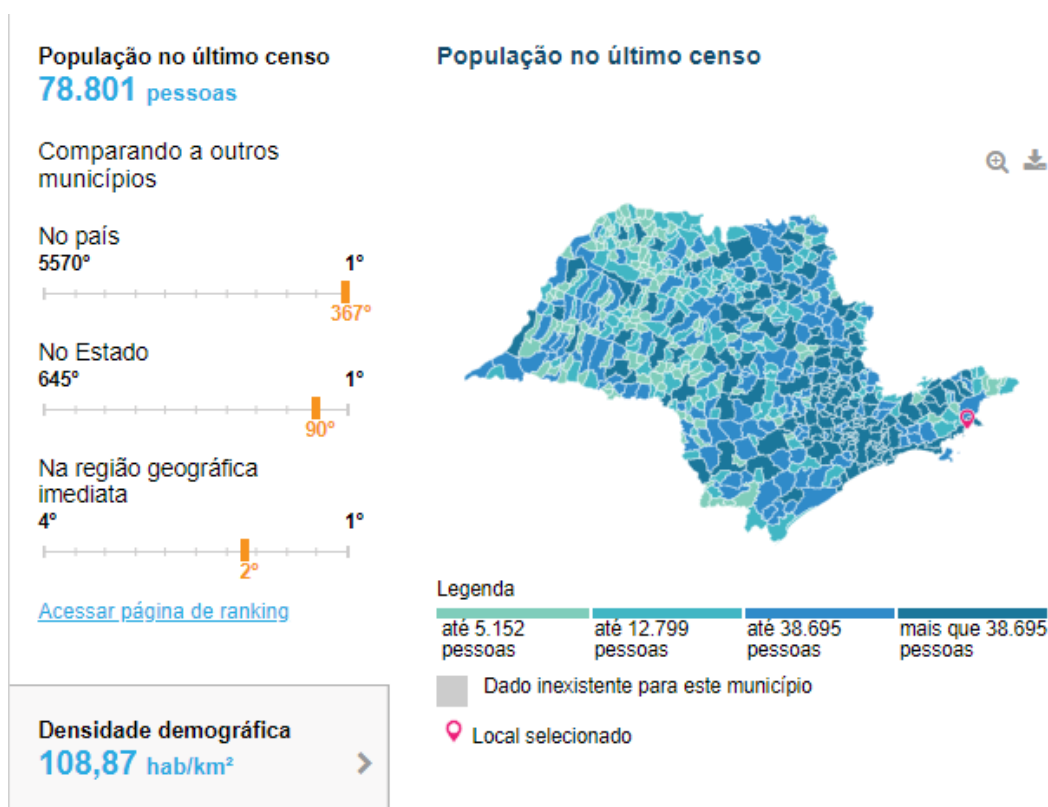 População no último censo
78.801 pessoas
Comparando a outros
municípios
No país
5570° 1°
367°
No Estado
645° 1°
90°
Na região geográfica
imediata
4° 1°
2°
Acessar página de ranking
Densidade demográfica
108,87 hab/km²
População no último censo
Legenda
até 5.152
pessoas
até 12.799
pessoas
até 38.695
pessoas
mais que 38.695
pessoas
Dado inexistente para este município
Local selecionado